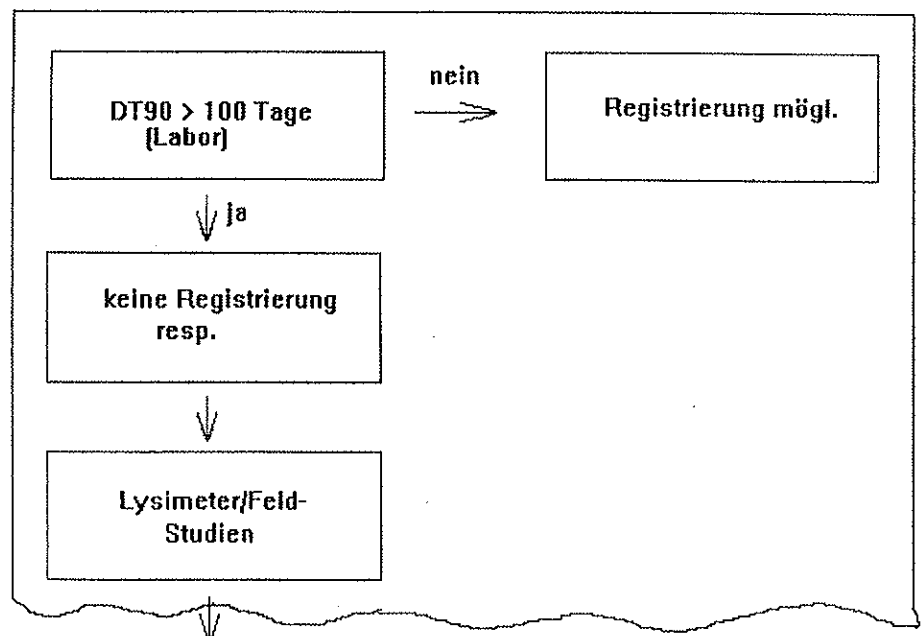 DT90 > 100 Tage
(Labor)
nein
Registrierung mögl.
ja
keine Registrierung
resp.
Lysimeter/Feld-
Studien